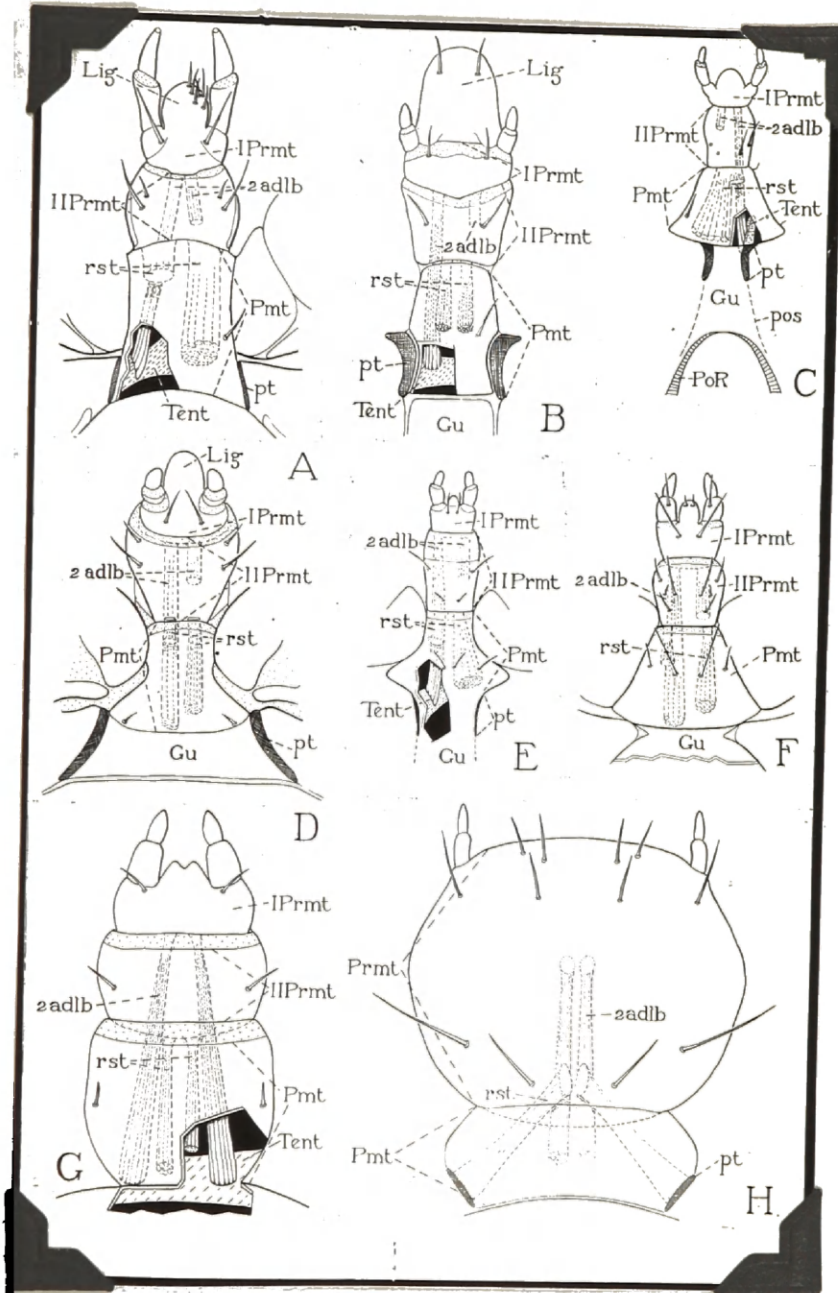 Lig
IPrmt
2adlb
IIPrmt
rst
Pmt
pt
Tent
A
Lig
IPrmt
IIPrmt
2adlb
rst
Pmt
pt
Tent
Gu
B
IPrmt
IIPrmt
2adlb
rst
Pmt
Tent
pt
Gu
pos
PoR
C
Lig
IPrmt
2adlb
IIPrmt
Pmt
rst
pt
Gu
D
IPrmt
2adlb
IIPrmt
rst
Pmt
Tent
pt
Gu
E
IPrmt
2adlb
IIPrmt
rst
Pmt
Gu
F
IPrmt
2adlb
IIPrmt
rst
Pmt
Tent
G
Prmt
2adlb
rst
Pmt
pt
H